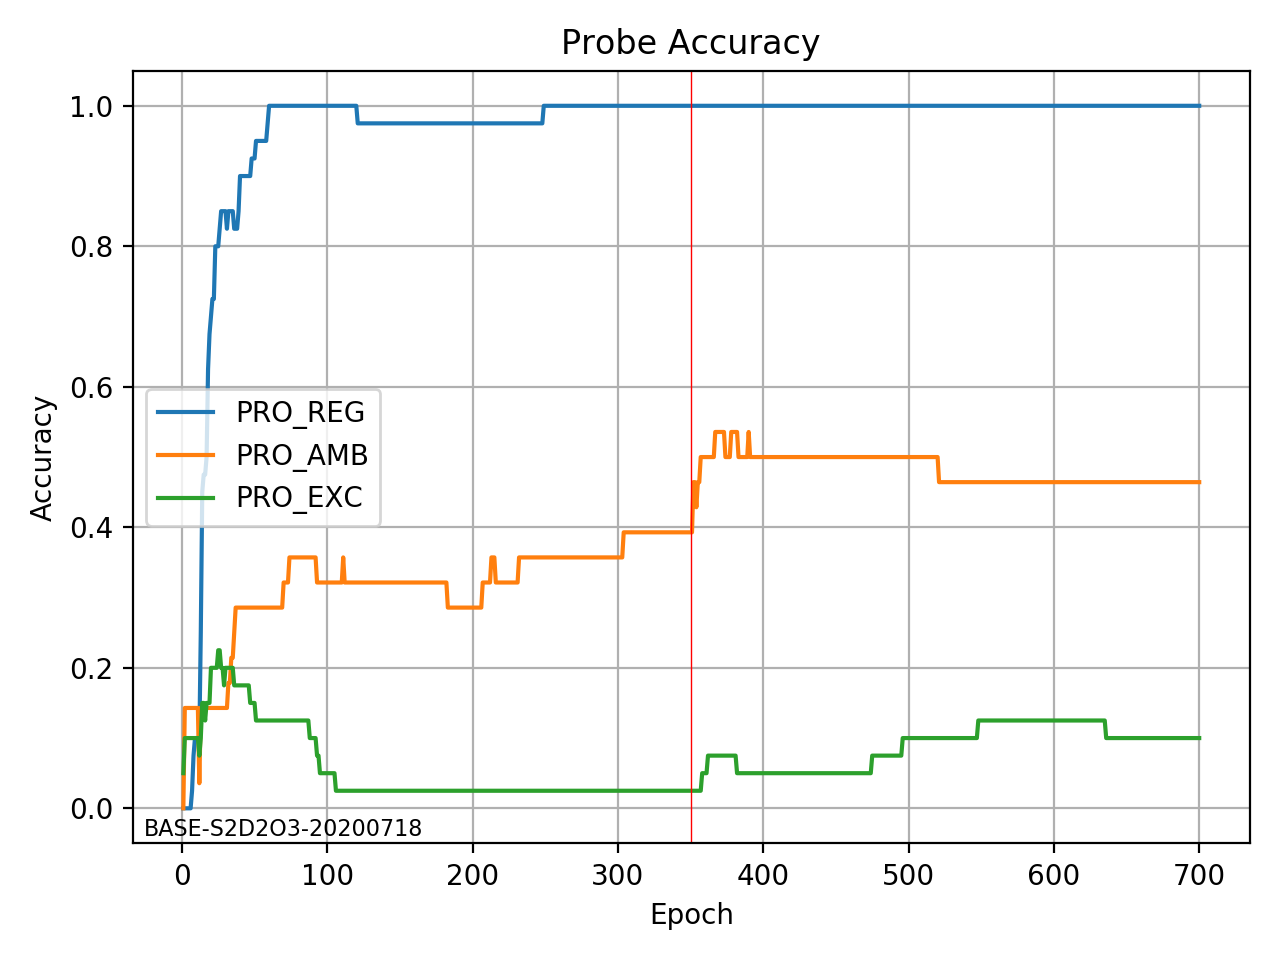 Probe Accuracy
1.0
0.8
0.6
0.4
0.2
0.0
Accuracy
PRO_REG
PRO_AMB
PRO_EXC
BASE-S2D2O3-20200718
0 100 200 300 400 500 600 700
Epoch